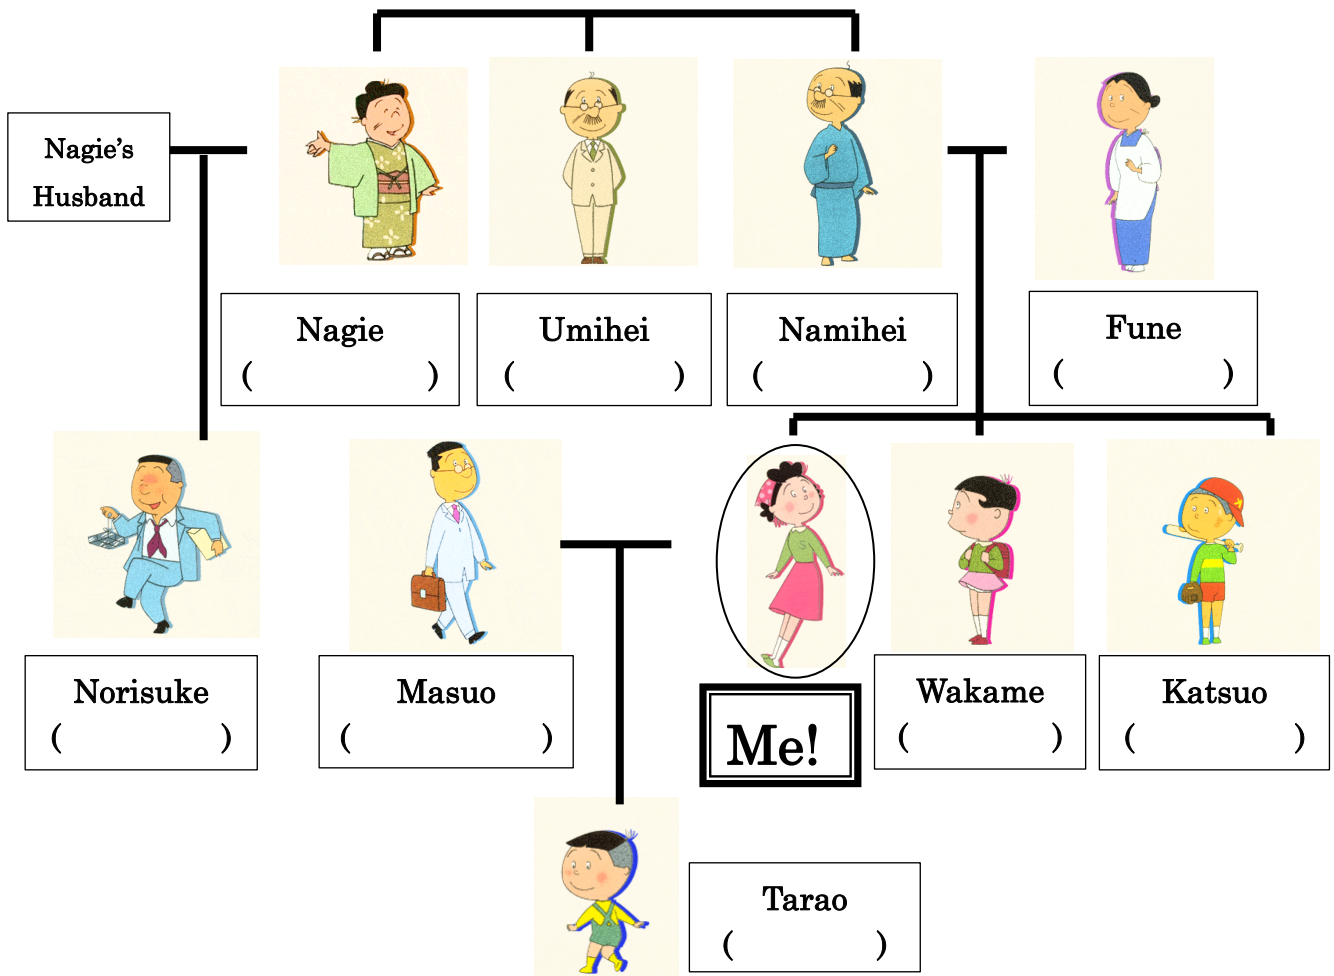 Nagie's
Husband
Nagie
( )
Umihei
( )
Namihei
( )
Fune
( )
Norisuke
( )
Masuo
( )
Me!
Wakame
( )
Katsuo
( )
Tarao
( )